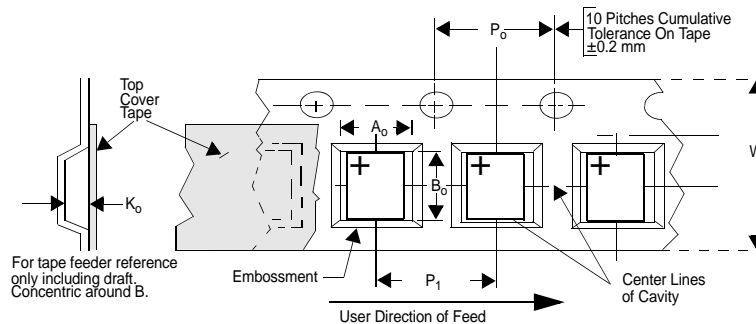 Po
10 Pitches Cumulative
Tolerance On Tape
±0.2 mm
Top
Cover
Tape
Ao
W
Bo
Ko
For tape feeder reference
only including draft.
Concentric around B.
Embossment
P1
Center Lines
of Cavity
User Direction of Feed